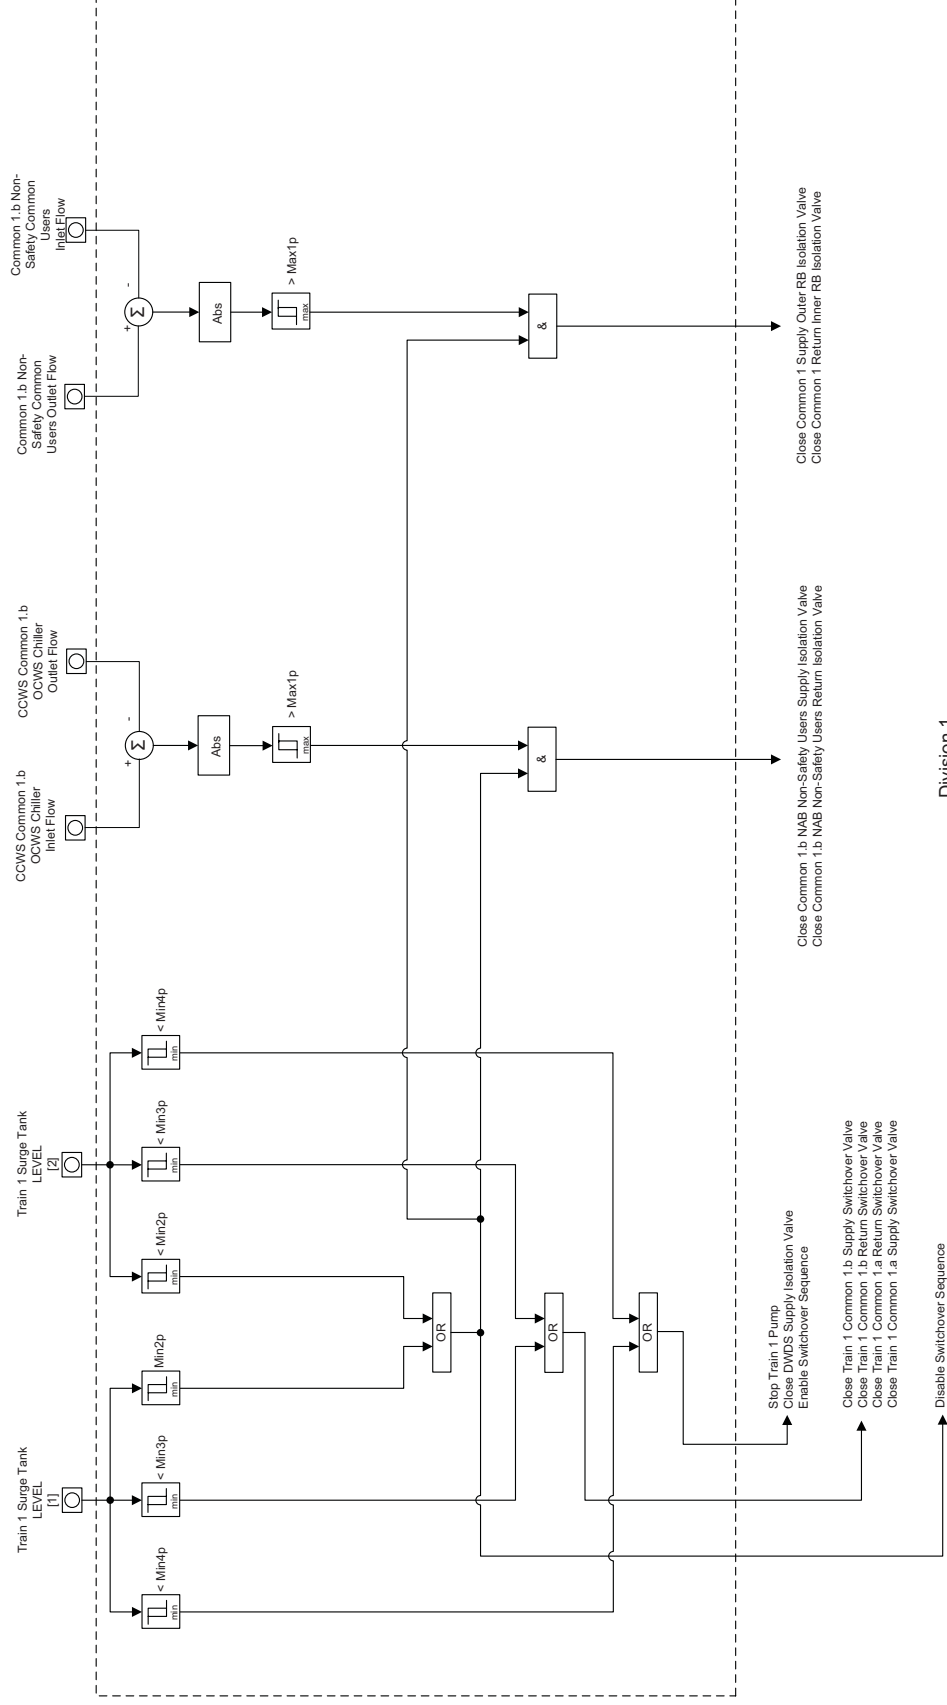 Train 1 Surge Tank
LEVEL
[1]
Train 1 Surge Tank
LEVEL
[2]
CCWS Common 1.b
OCWS Chiller
Inlet Flow
CCWS Common 1.b
OCWS Chiller
Outlet Flow
Common 1.b Non-
Safety Common
Users Outlet Flow
Common 1.b Non-
Safety Common
Users
Inlet Flow
< Min4p
min
< Min3p
min
Min2p
min
< Min2p
min
< Min3p
min
< Min4p
min
+
Σ
-
+
Σ
-
Abs
Abs
> Max1p
max
> Max1p
max
OR
OR
OR
&
&
Stop Train 1 Pump
Close DWDS Supply Isolation Valve
Enable Switchover Sequence
Close Train 1 Common 1.b Supply Switchover Valve
Close Train 1 Common 1.b Return Switchover Valve
Close Train 1 Common 1.a Return Switchover Valve
Close Train 1 Common 1.a Supply Switchover Valve
Disable Switchover Sequence
Close Common 1.b NAB Non-Safety Users Supply Isolation Valve
Close Common 1.b NAB Non-Safety Users Return Isolation Valve
Close Common 1 Supply Outer RB Isolation Valve
Close Common 1 Return Inner RB Isolation Valve
Division 1